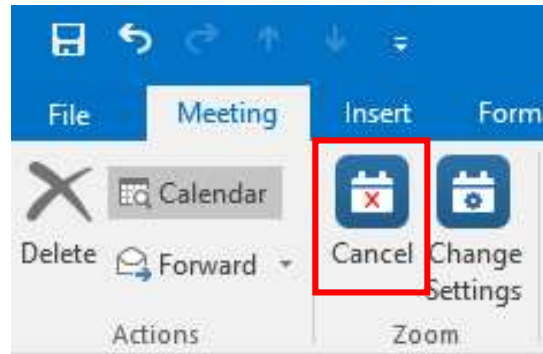 File Meeting Insert Form
Calendar
Delete Forward Cancel Change
Settings
Actions Zoom